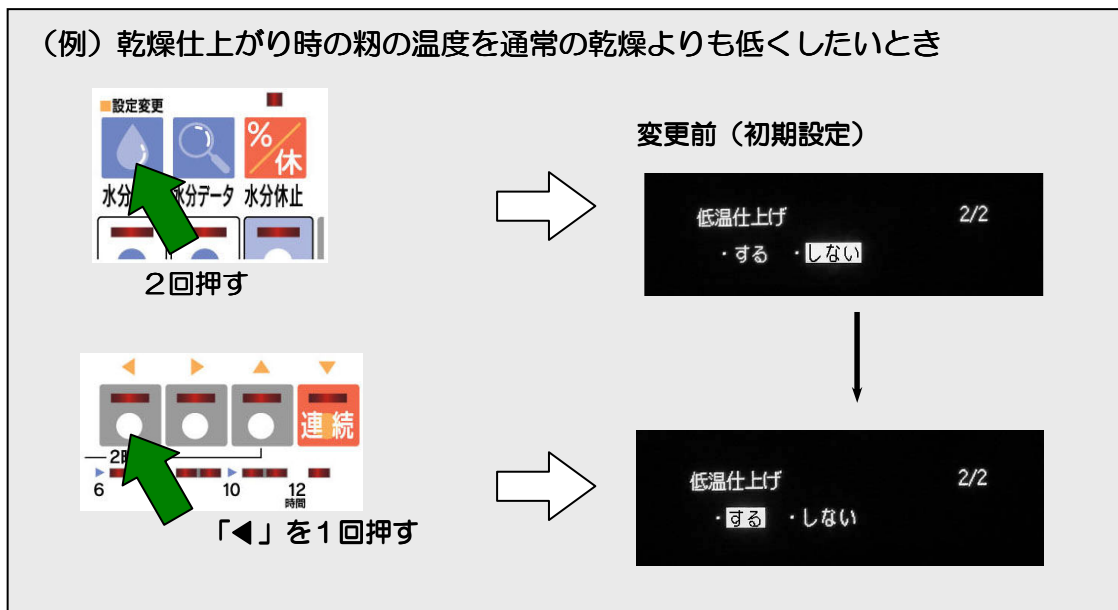 （例）乾燥仕上がり時の籾の温度を通常の乾燥よりも低くしたいとき
■設定変更
%/休
水分 水分データ 水分休止
2回押す
変更前（初期設定）
低温仕上げ 2/2
・する ・しない
◀ ▶ ▲ ▼
連続
2時
6 10 12
時間
「◀」を1回押す
低温仕上げ 2/2
・する ・しない